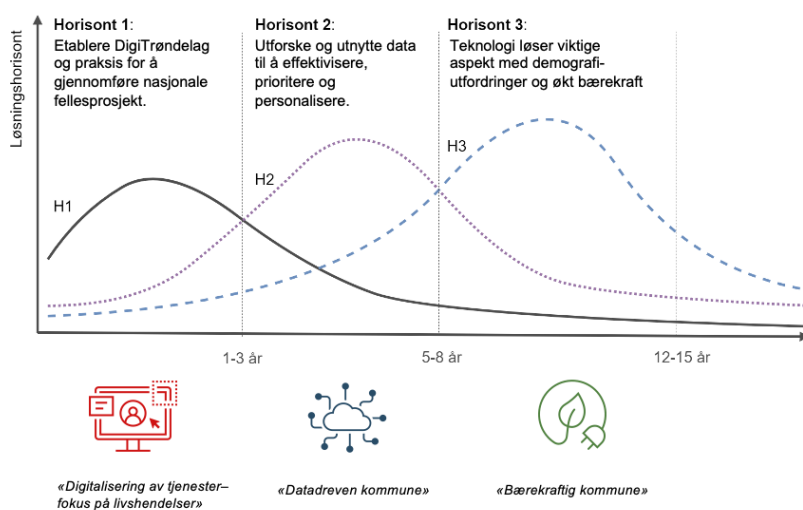 Løsningshorisont
Horisont 1:
Etablere DigiTrøndelag
og praksis for å
gjennomføre nasjonale
fellesprosjekt.
Horisont 2:
Utforske og utnytte data
til å effektivisere,
prioritere og
personalisere.
Horisont 3:
Teknologi løser viktige
aspekt med demografi-
utfordringer og økt bærekraft
H1
H2
H3
1-3 år
5-8 år
12-15 år
«Digitalisering av tjenester–
fokus på livshendelser»
«Datadreven kommune»
«Bærekraftig kommune»